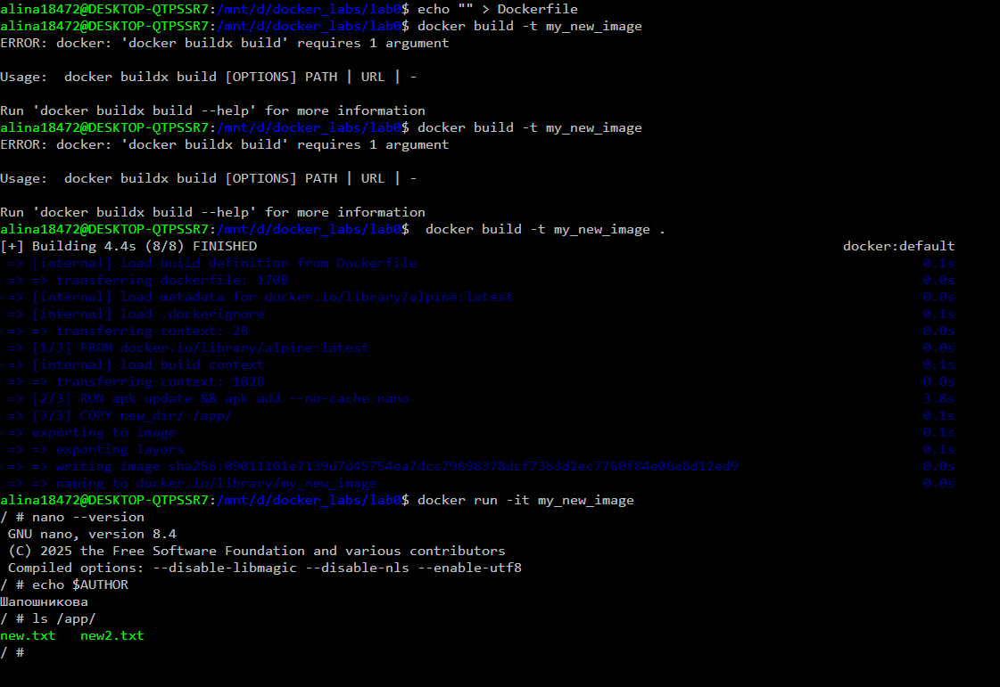 alina18472@DESKTOP-QTPSSR7:/mnt/d/docker_labs/lab0$ echo "" > Dockerfile
alina18472@DESKTOP-QTPSSR7:/mnt/d/docker_labs/lab0$ docker build -t my_new_image
ERROR: docker: 'docker buildx build' requires 1 argument
Usage:  docker buildx build [OPTIONS] PATH | URL | -
Run 'docker buildx build --help' for more information
alina18472@DESKTOP-QTPSSR7:/mnt/d/docker_labs/lab0$ docker build -t my_new_image
ERROR: docker: 'docker buildx build' requires 1 argument
Usage:  docker buildx build [OPTIONS] PATH | URL | -
Run 'docker buildx build --help' for more information
alina18472@DESKTOP-QTPSSR7:/mnt/d/docker_labs/lab0$  docker build -t my_new_image .
[+] Building 4.4s (8/8) FINISHED docker:default
=> [internal] load build definition from Dockerfile 0.1s
=> => transferring dockerfile: 170B 0.0s
=> [internal] load metadata for docker.io/library/alpine:latest 0.0s
=> [internal] load .dockerignore 0.1s
=> => transferring context: 2B 0.0s
=> [1/3] FROM docker.io/library/alpine:latest 0.0s
=> [internal] load build context 0.1s
=> => transferring context: 102B 0.0s
=> [2/3] RUN apk update && apk add --no-cache nano 3.8s
=> [3/3] COPY new_dir/ /app/ 0.1s
=> exporting to image 0.1s
=> => exporting layers 0.1s
=> => writing image sha256:09011101e7139d7d45754ea7dcc79698378dcf73b3d2ec7760f84e06a8d12ed9 0.0s
=> => naming to docker.io/library/my_new_image 0.0s
alina18472@DESKTOP-QTPSSR7:/mnt/d/docker_labs/lab0$ docker run -it my_new_image
/ # nano --version
GNU nano, version 8.4
(C) 2025 the Free Software Foundation and various contributors
Compiled options: --disable-libmagic --disable-nls --enable-utf8
/ # echo $AUTHOR
Шапошникова
/ # ls /app/
new.txt   new2.txt
/ #